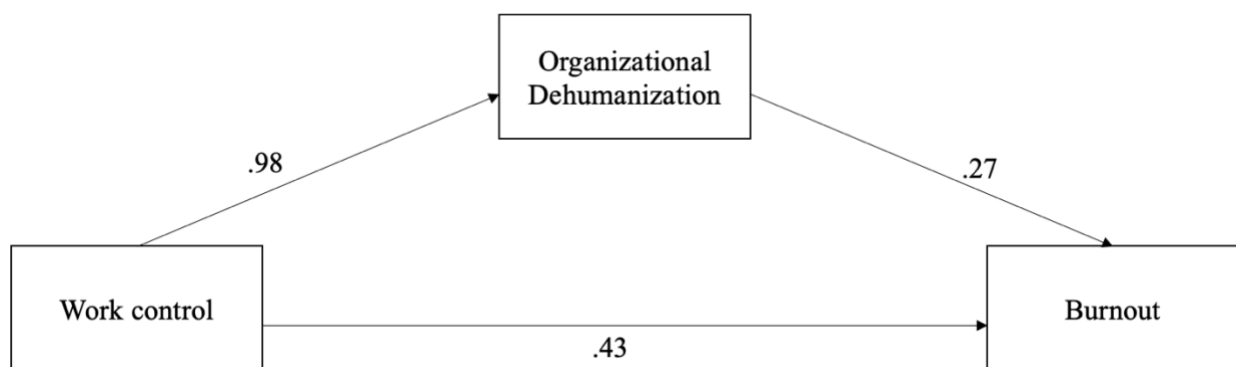 Organizational
Dehumanization
.98
.27
Work control
Burnout
.43